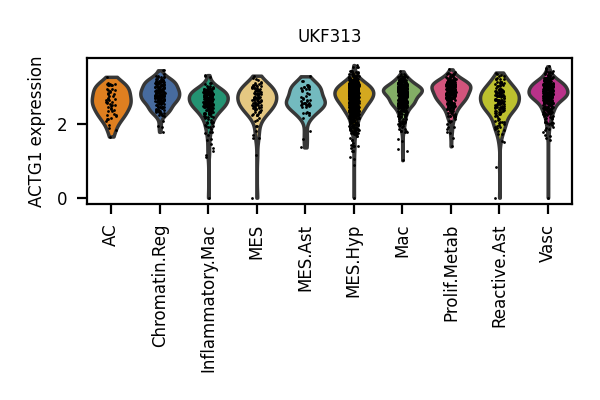 UKF313
ACTG1 expression
2
0
AC
Chromatin.Reg
Inflammatory.Mac
MES
MES.Ast
MES.Hyp
Mac
Prolif.Metab
Reactive.Ast
Vasc